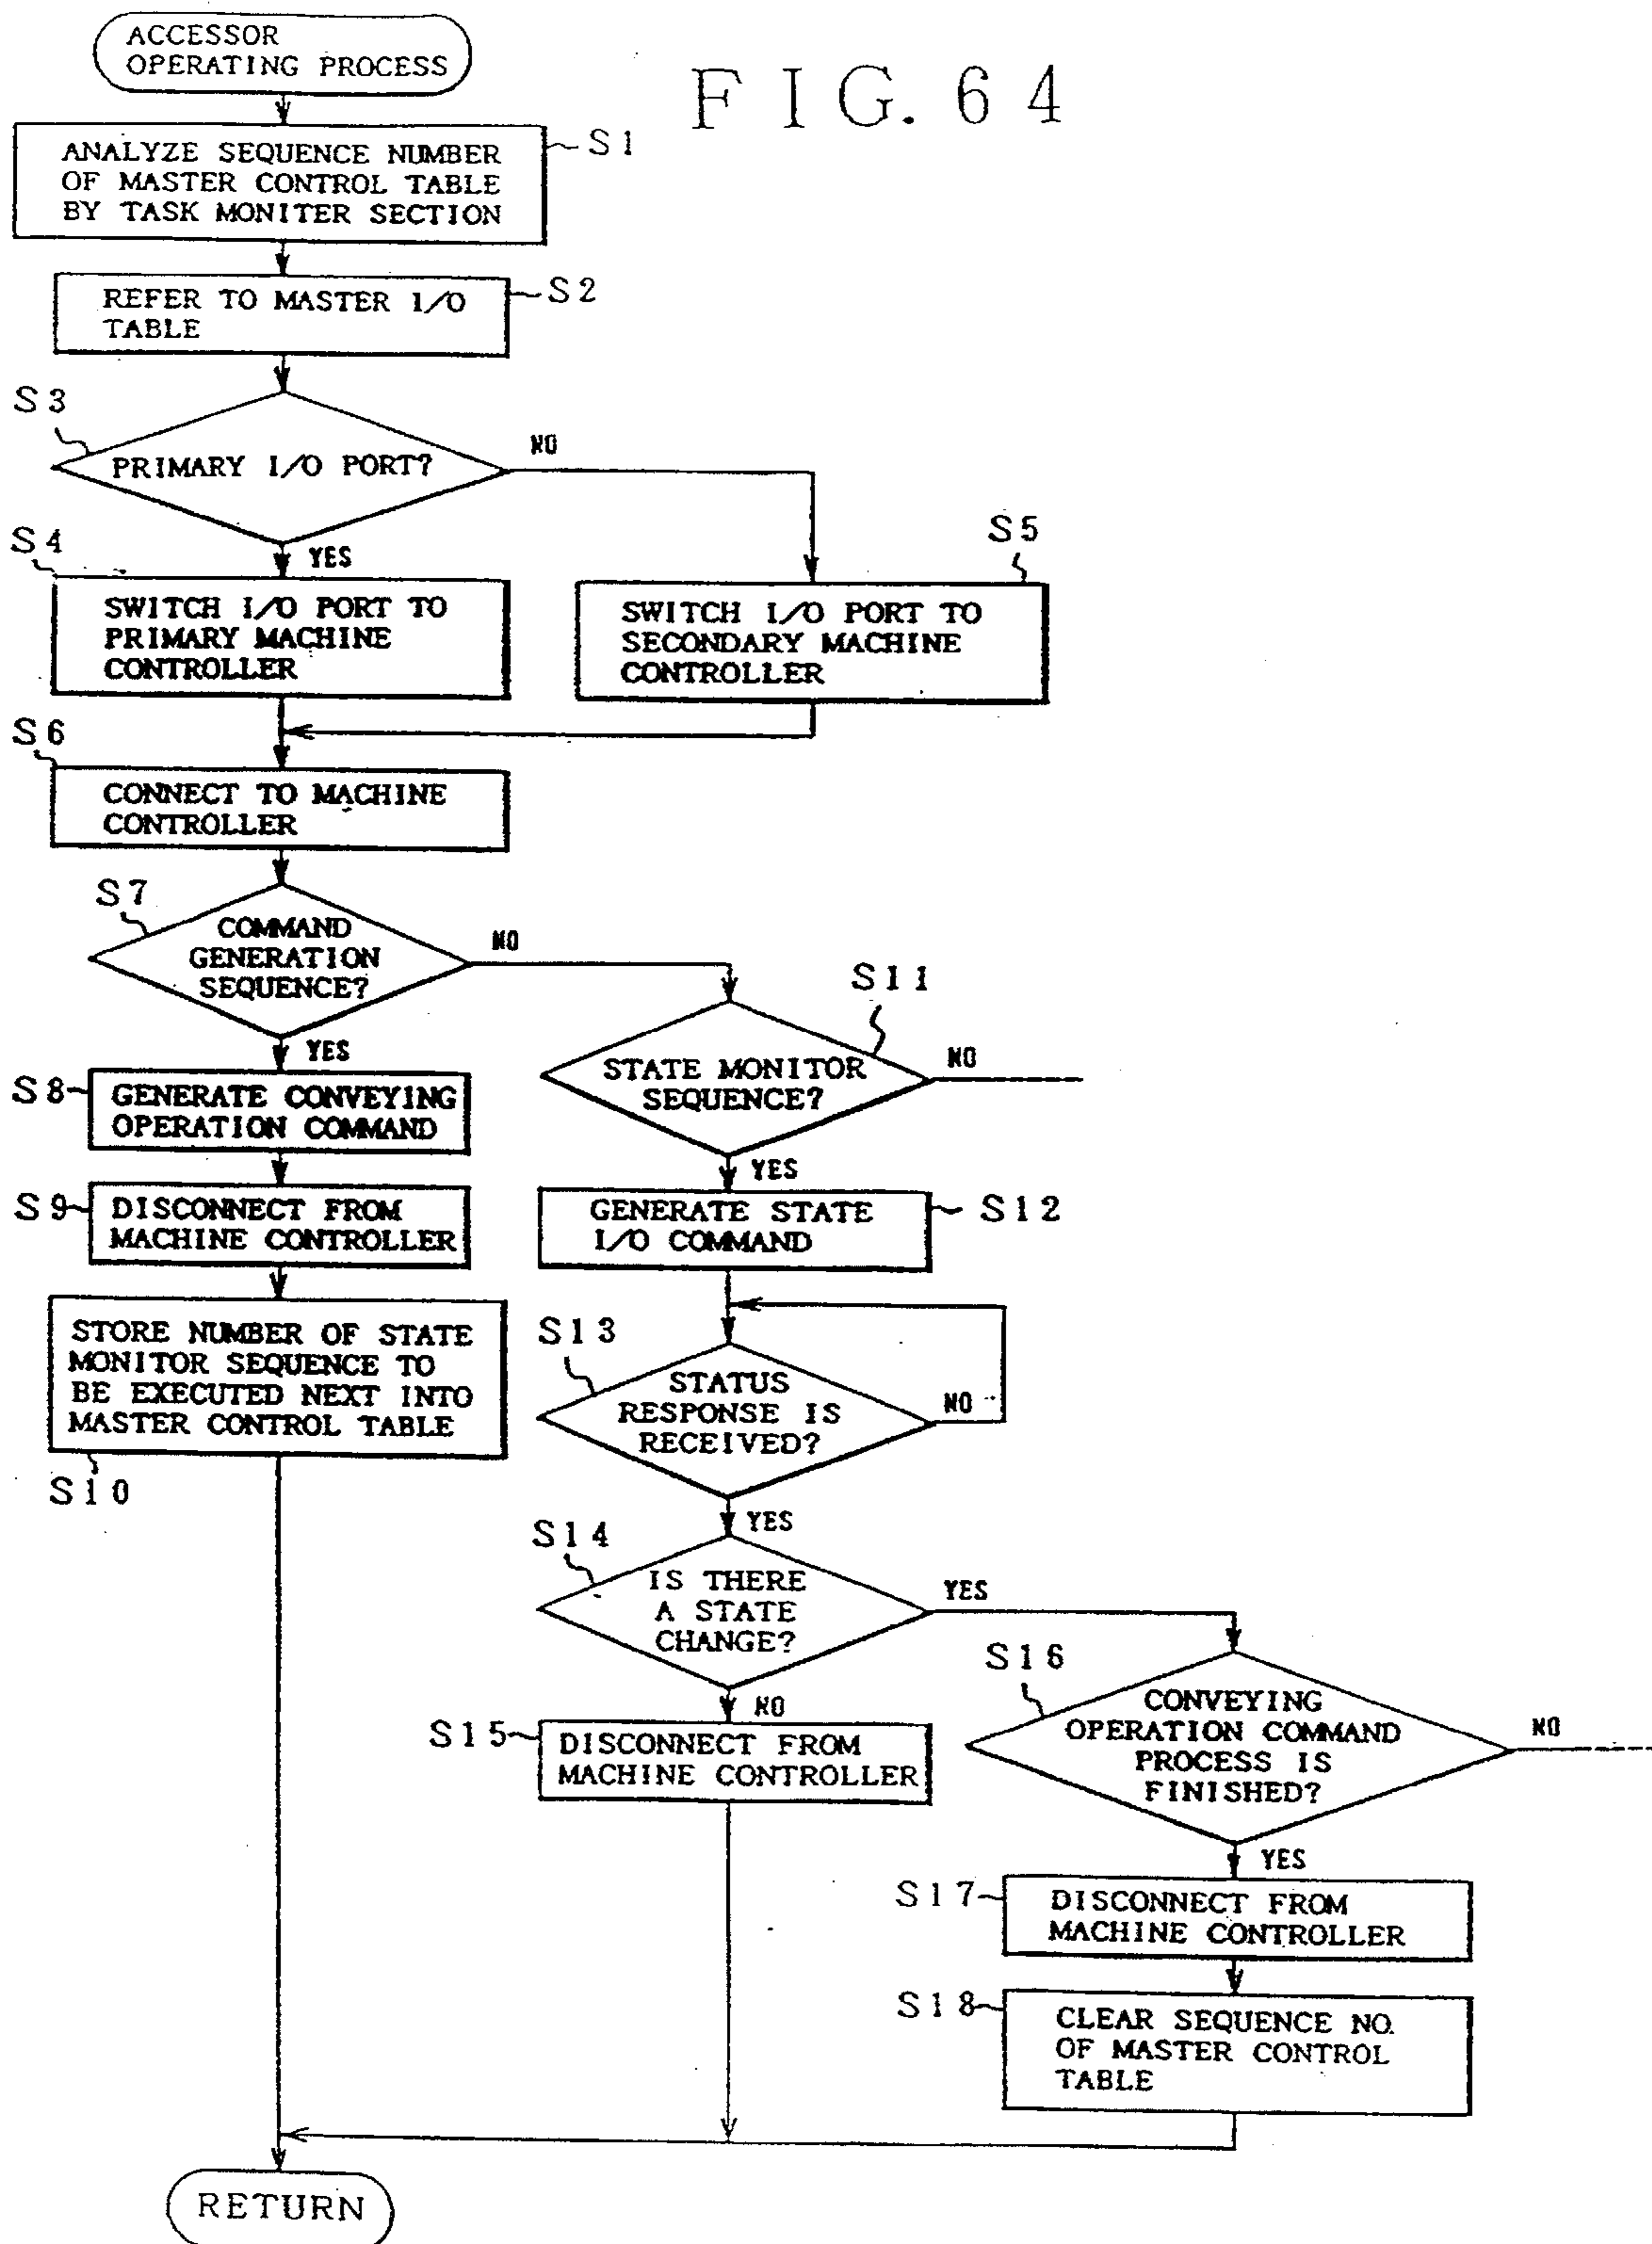 ACCESSOR
OPERATING PROCESS
FIG. 64
ANALYZE SEQUENCE NUMBER
OF MASTER CONTROL TABLE
BY TASK MONITER SECTION
S1
REFER TO MASTER I/O
TABLE
S2
S3
PRIMARY I/O PORT?
NO
YES
S4
SWITCH I/O PORT TO
PRIMARY MACHINE
CONTROLLER
S5
SWITCH I/O PORT TO
SECONDARY MACHINE
CONTROLLER
S6
CONNECT TO MACHINE
CONTROLLER
S7
COMMAND
GENERATION
SEQUENCE?
NO
YES
S8
GENERATE CONVEYING
OPERATION COMMAND
S9
DISCONNECT FROM
MACHINE CONTROLLER
STORE NUMBER OF STATE
MONITOR SEQUENCE TO
BE EXECUTED NEXT INTO
MASTER CONTROL TABLE
S10
S11
STATE MONITOR
SEQUENCE?
NO
YES
GENERATE STATE
I/O COMMAND
S12
S13
STATUS
RESPONSE IS
RECEIVED?
NO
YES
S14
IS THERE
A STATE
CHANGE?
YES
NO
S15
DISCONNECT FROM
MACHINE CONTROLLER
S16
CONVEYING
OPERATION COMMAND
PROCESS IS
FINISHED?
NO
YES
S17
DISCONNECT FROM
MACHINE CONTROLLER
S18
CLEAR SEQUENCE NO.
OF MASTER CONTROL
TABLE
RETURN